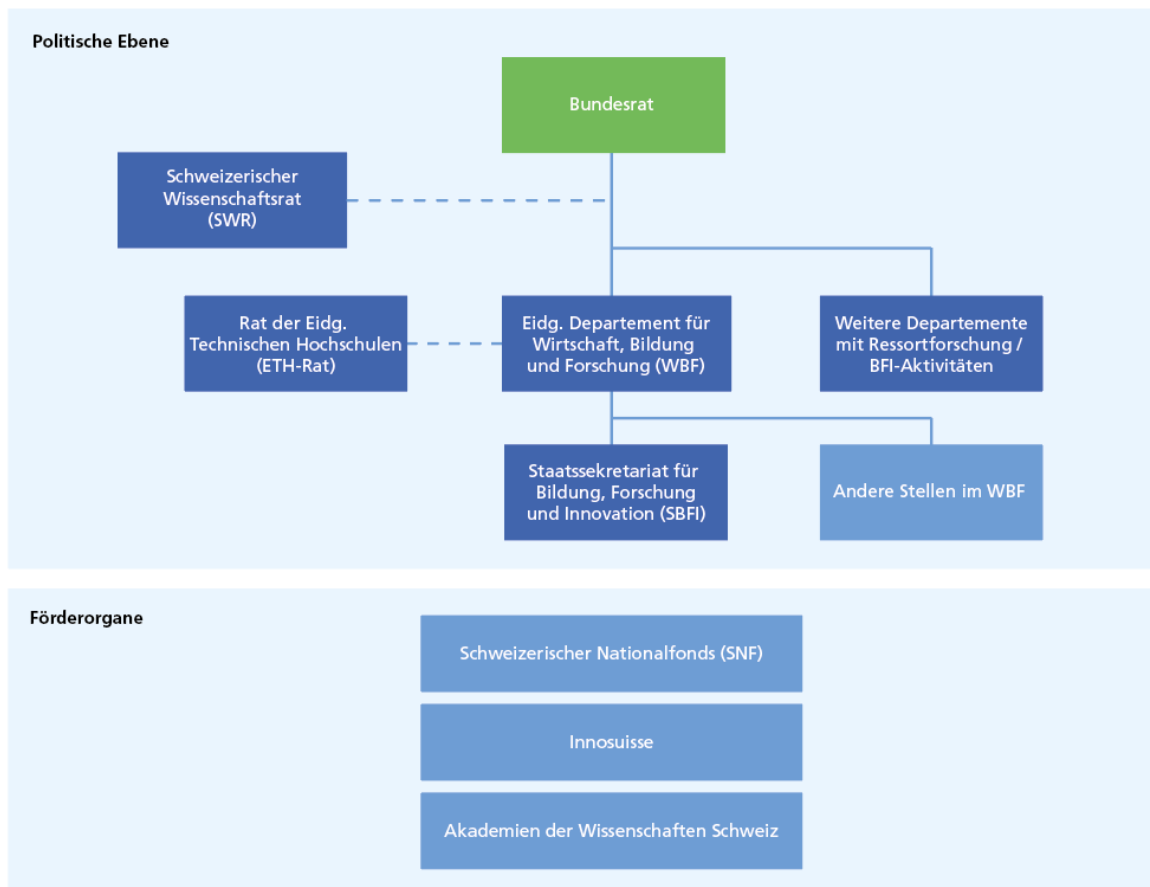 Politische Ebene
Bundesrat
Schweizerischer
Wissenschaftsrat
(SWR)
Rat der Eidg.
Technischen Hochschulen
(ETH-Rat)
Eidg. Departement für
Wirtschaft, Bildung
und Forschung (WBF)
Weitere Departemente
mit Ressortforschung /
BFI-Aktivitäten
Staatssekretariat für
Bildung, Forschung
und Innovation (SBFI)
Andere Stellen im WBF
Förderorgane
Schweizerischer Nationalfonds (SNF)
Innosuisse
Akademien der Wissenschaften Schweiz